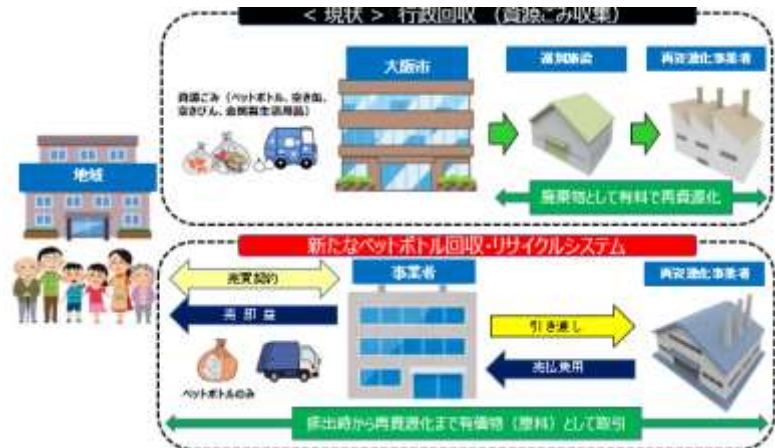 ＜現状＞ 行政回収 （資源ごみ収集）
大阪市
選別施設
再資源化事業者
資源ごみ（ペットボトル、空き缶、
空きびん、金属製生活用品）
地域
廃棄物として有料で再資源化
新たなペットボトル回収・リサイクルシステム
売買契約
事業者
再資源化事業者
売却益
引き渡し
売払費用
ペットボトルのみ
排出時から再資源化まで有価物（原料）として取引